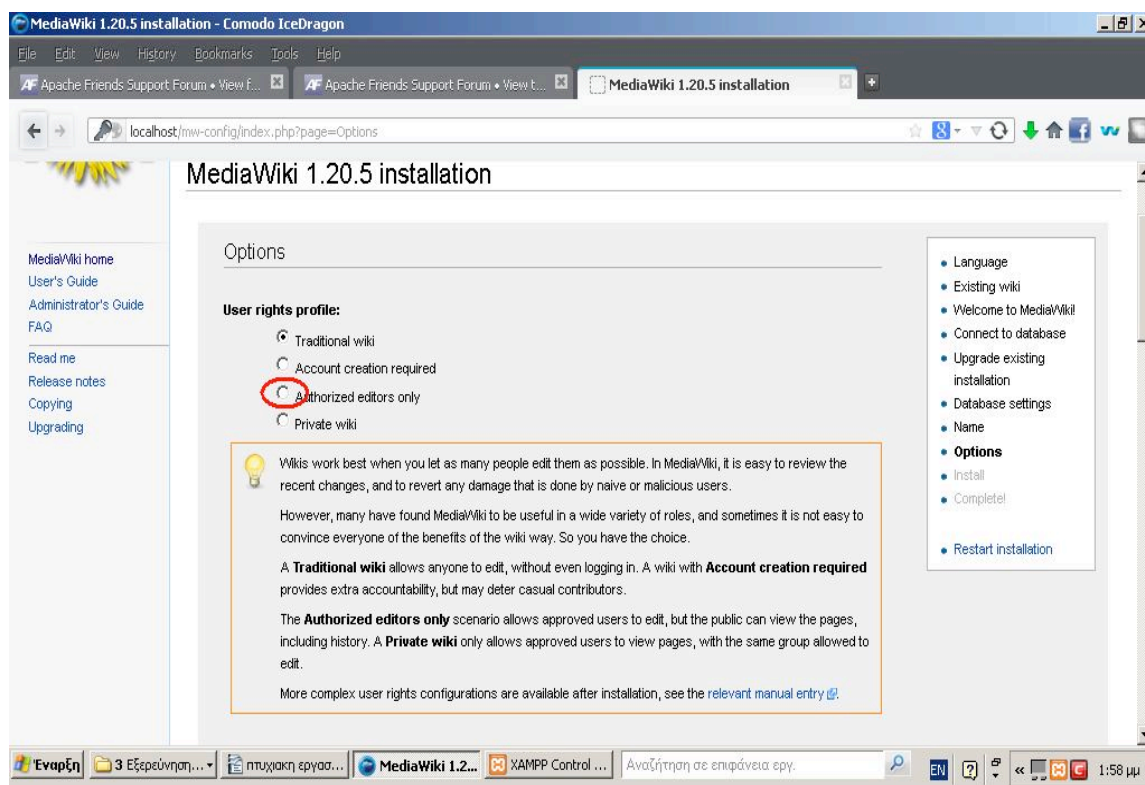 MediaWiki 1.20.5 installation - Comodo IceDragon
File Edit View History Bookmarks Tools Help
Apache Friends Support Forum • View f...
Apache Friends Support Forum • View t...
MediaWiki 1.20.5 installation
localhost/mw-config/index.php?page=Options
MediaWiki 1.20.5 installation
MediaWiki home
User's Guide
Administrator's Guide
FAQ
Read me
Release notes
Copying
Upgrading
Options
User rights profile:
Traditional wiki
Account creation required
Authorized editors only
Private wiki
Wikis work best when you let as many people edit them as possible. In MediaWiki, it is easy to review the
recent changes, and to revert any damage that is done by naive or malicious users.
However, many have found MediaWiki to be useful in a wide variety of roles, and sometimes it is not easy to
convince everyone of the benefits of the wiki way. So you have the choice.
A Traditional wiki allows anyone to edit, without even logging in. A wiki with Account creation required
provides extra accountability, but may deter casual contributors.
The Authorized editors only scenario allows approved users to edit, but the public can view the pages,
including history. A Private wiki only allows approved users to view pages, with the same group allowed to
edit.
More complex user rights configurations are available after installation, see the relevant manual entry.
Language
Existing wiki
Welcome to MediaWiki!
Connect to database
Upgrade existing
installation
Database settings
Name
Options
Install
Complete!
Restart installation
Έναρξη
3 Εξερεύνηση...
πτυχιακη εργασ...
MediaWiki 1.2...
XAMPP Control ...
Αναζήτηση σε επιφάνεια εργ.
EN
1:58 μμ